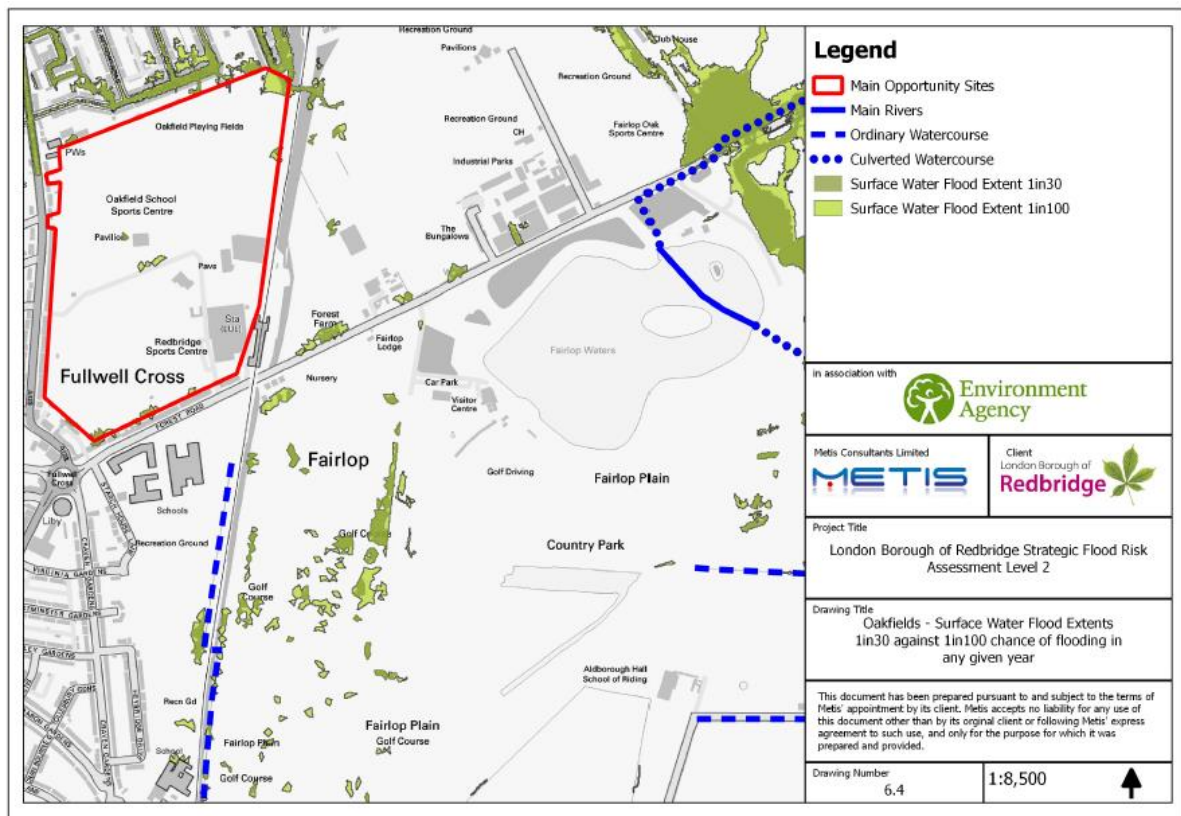 Recreation Ground
Pavilions
Club House
Recreation Ground
Oakfield Playing Fields
Recreation Ground
CH
Fairlop Oak
Sports Centre
PWs
Industrial Parks
Oakfield School
Sports Centre
Pavilion
The
Bungalows
Pavs
Sta
(LUL)
Forest
Farm
Redbridge
Sports Centre
Fairlop
Lodge
Fairlop Waters
Fullwell Cross
Nursery
Car Park
Visitor
Centre
FOREST ROAD
Fullwell
Cross
Fairlop
Golf Driving
Fairlop Plain
Schools
Liby
Recreation Ground
Golf Course
Country Park
VIRGINIA GARDENS
Golf
Course
Aldborough Hall
School of Riding
Recn Gd
Fairlop Plain
Golf Course
School
Fairlop Plain
Golf Course
Legend
Main Opportunity Sites
Main Rivers
Ordinary Watercourse
Culverted Watercourse
Surface Water Flood Extent 1in30
Surface Water Flood Extent 1in100
in association with
Environment
Agency
Metis Consultants Limited
METIS
Client
London Borough of
Redbridge
Project Title
London Borough of Redbridge Strategic Flood Risk
Assessment Level 2
Drawing Title
Oakfields - Surface Water Flood Extents
1in30 against 1in100 chance of flooding in
any given year
This document has been prepared pursuant to and subject to the terms of
Metis' appointment by its client. Metis accepts no liability for any use of
this document other than by its orginal client or following Metis' express
agreement to such use, and only for the purpose for which it was
prepared and provided.
Drawing Number
6.4
1:8,500